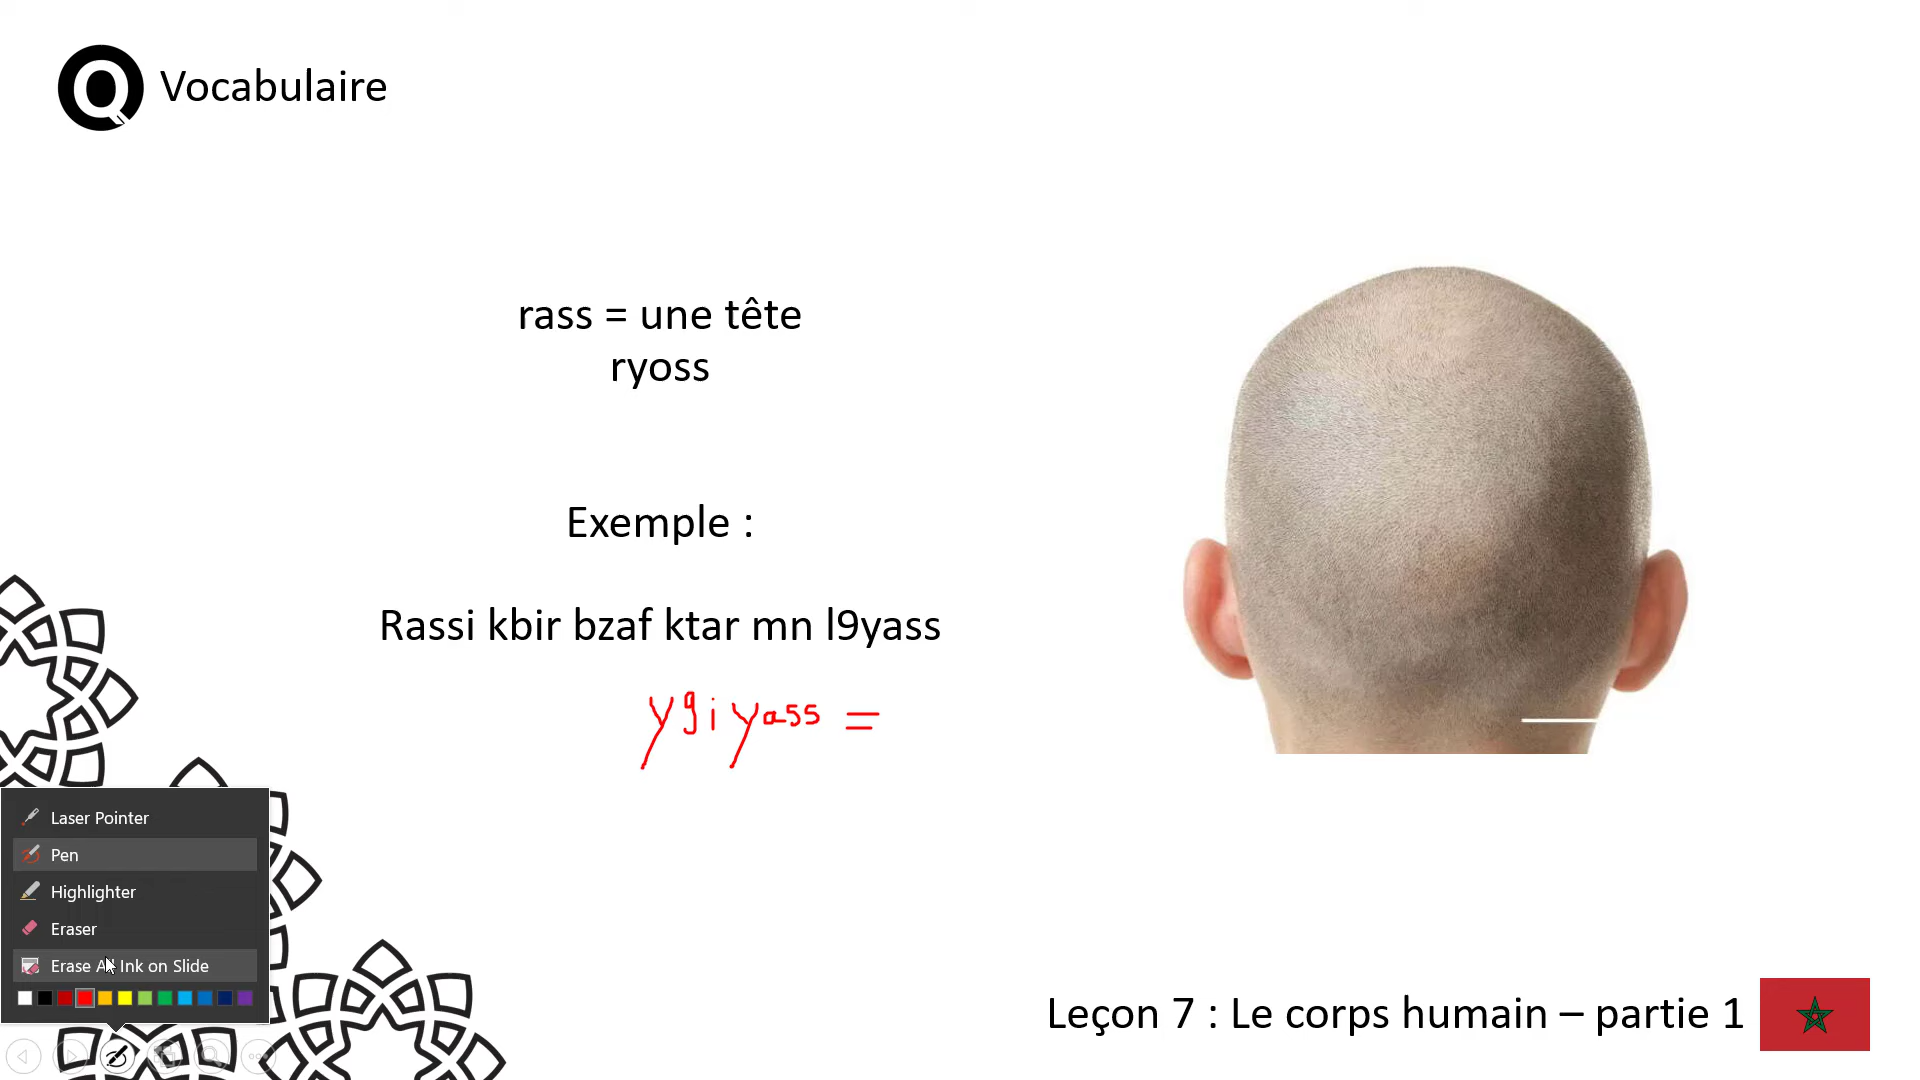 Q Vocabulaire
rass = une tête
ryoss
Exemple :
Rassi kbir bzaf ktar mn l9yass
y9iyass =
Laser Pointer
Pen
Highlighter
Eraser
Erase All Ink on Slide
Leçon 7 : Le corps humain – partie 1